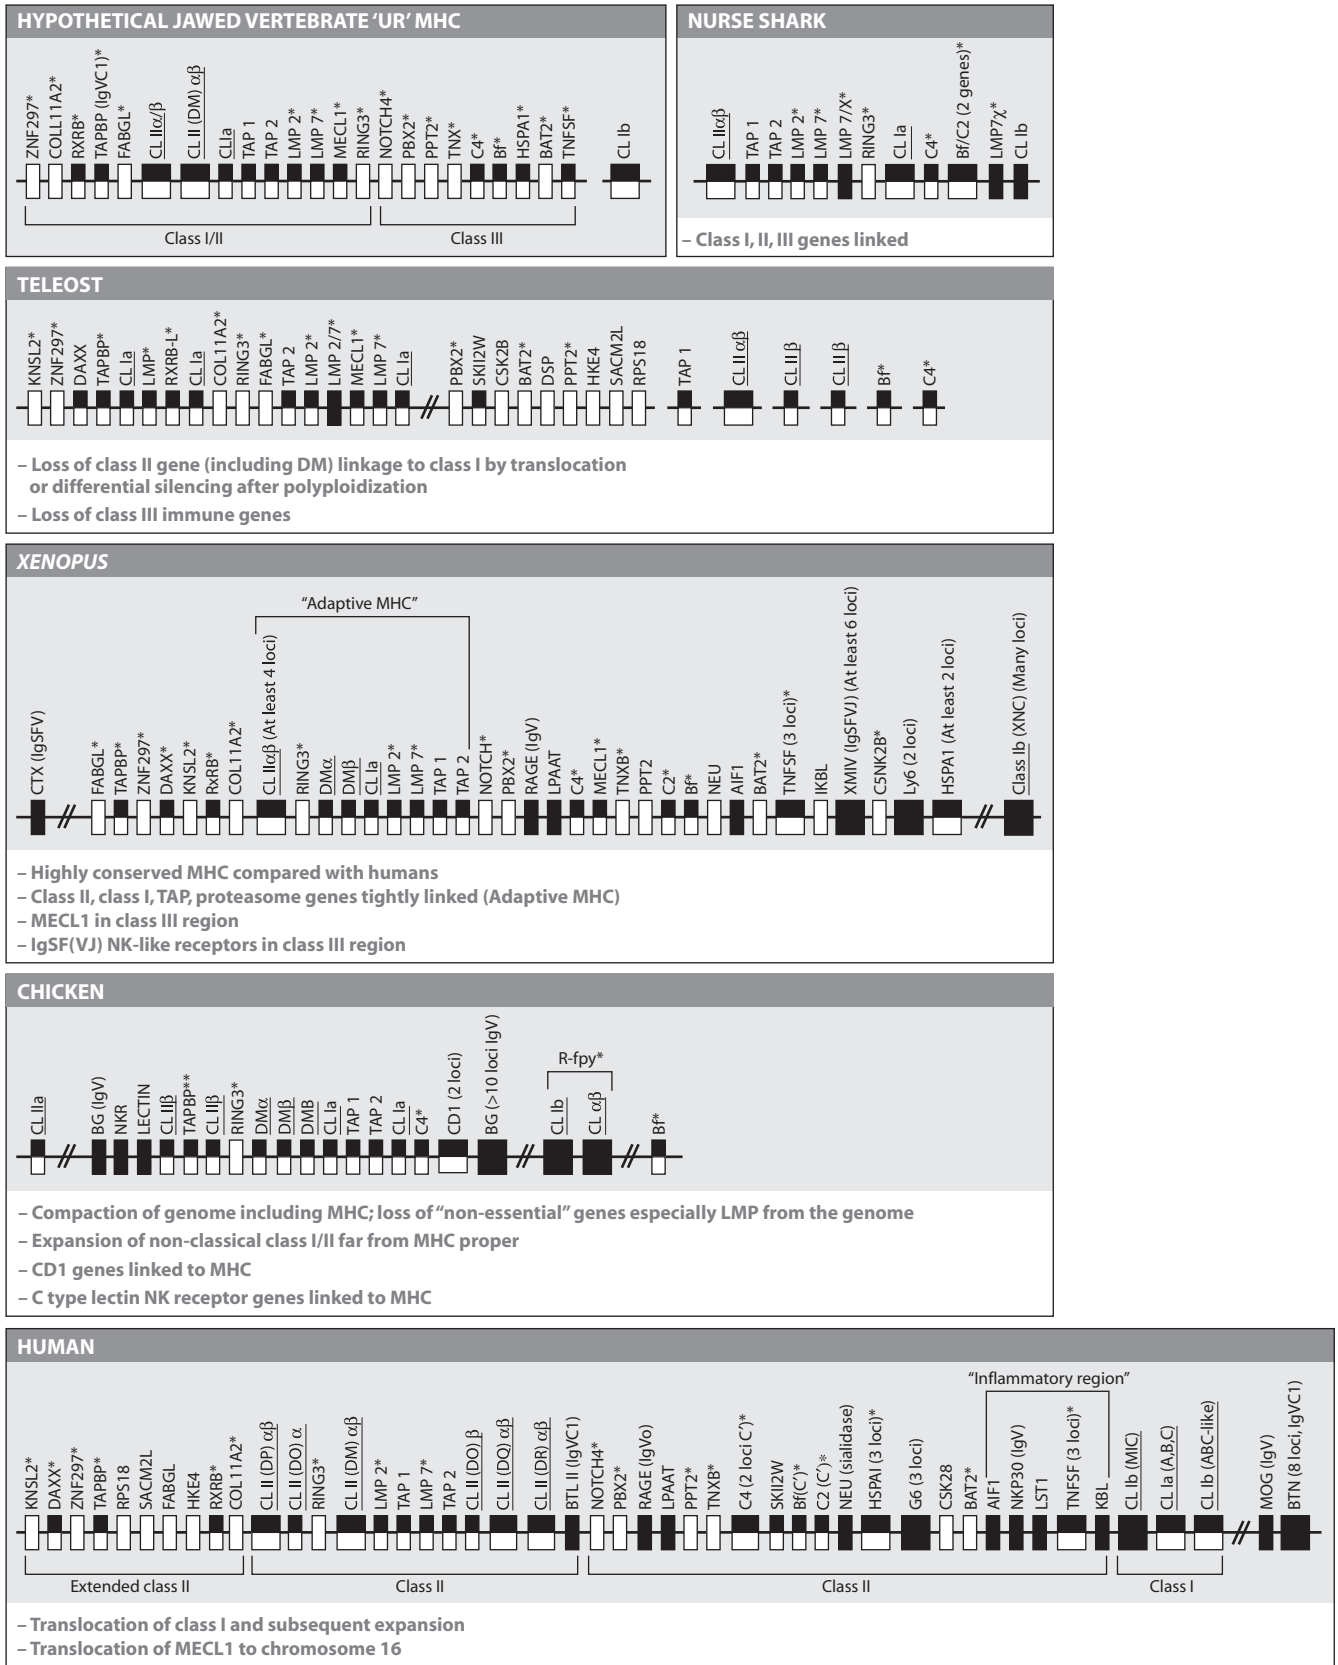 HYPOTHETICAL JAWED VERTEBRATE ‘UR’ MHC
ZNF297*
COLL11A2*
RXRB*
TAPBP (IgVC1)*
FABGL*
CL IIα/β
CL II (DM) αβ
CLIa
TAP 1
TAP 2
LMP 2*
LMP 7*
MECL1*
RING3*
NOTCH4*
PBX2*
PPT2*
TNX*
C4*
Bf*
HSPA1*
BAT2*
TNFSF*
CL Ib
Class I/II
Class III
NURSE SHARK
CL IIαβ
TAP 1
TAP 2
LMP 2*
LMP 7*
LMP 7/X*
RING3*
CL Ia
C4*
Bf/C2 (2 genes)*
LMP7χ*
CL Ib
– Class I, II, III genes linked
TELEOST
KNSL2*
ZNF297*
DAXX
TAPBP*
CL Ia
LMP*
RXRB-L*
CL Ia
COL11A2*
RING3*
FABGL*
TAP 2
LMP 2*
LMP 2/7*
MECL1*
LMP 7*
CL Ia
PBX2*
SKII2W
CSK2B
BAT2*
DSP
PPT2*
HKE4
SACM2L
RPS18
TAP 1
CL II αβ
CL II β
CL II β
Bf*
C4*
– Loss of class II gene (including DM) linkage to class I by translocation
or differential silencing after polyploidization
– Loss of class III immune genes
XENOPUS
“Adaptive MHC”
CTX (IgSFV)
FABGL*
TAPBP*
ZNF297*
DAXX*
KNSL2*
RxRB*
COL11A2*
CL IIαβ (At least 4 loci)
RING3*
DMα
DMβ
CL Ia
LMP 2*
LMP 7*
TAP 1
TAP 2
NOTCH*
PBX2*
RAGE (IgV)
LPAAT
C4*
MECL1*
TNXB*
PPT2
C2*
Bf*
NEU
AIF1
BAT2*
TNFSF (3 loci)*
IKBL
XMIV (IgSFVJ) (At least 6 loci)
C5NK2B*
Ly6 (2 loci)
HSPA1 (At least 2 loci)
Class Ib (XNC) (Many loci)
– Highly conserved MHC compared with humans
– Class II, class I, TAP, proteasome genes tightly linked (Adaptive MHC)
– MECL1 in class III region
– IgSF(VJ) NK-like receptors in class III region
CHICKEN
R-fpy*
CL IIa
BG (IgV)
NKR
LECTIN
CL IIβ
TAPBP**
CL IIβ
RING3*
DMα
DMβ
DMB
CL Ia
TAP 1
TAP 2
CL Ia
C4*
CD1 (2 loci)
BG (>10 loci IgV)
CL Ib
CL αβ
Bf*
– Compaction of genome including MHC; loss of “non-essential” genes especially LMP from the genome
– Expansion of non-classical class I/II far from MHC proper
– CD1 genes linked to MHC
– C type lectin NK receptor genes linked to MHC
HUMAN
“Inflammatory region”
KNSL2*
DAXX*
ZNF297*
TAPBP*
RPS18
SACM2L
FABGL
HKE4
RXRB*
COL11A2*
CL II (DP) αβ
CL II (DO) α
RING3*
CL II (DM) αβ
LMP 2*
TAP 1
LMP 7*
TAP 2
CL II (DO) β
CL II (DQ) αβ
CL II (DR) αβ
BTL II (IgVC1)
NOTCH4*
PBX2*
RAGE (IgVo)
LPAAT
PPT2*
TNXB*
C4 (2 loci C′)*
SKII2W
Bf(C′)*
C2 (C′)*
NEU (sialidase)
HSPAI (3 loci)*
G6 (3 loci)
CSK28
BAT2*
AIF1
NKP30 (IgV)
LST1
TNFSF (3 loci)*
KBL
CL Ib (MIC)
CL Ia (A,B,C)
CL Ib (ABC-like)
MOG (IgV)
BTN (8 loci, IgVC1)
Extended class II
Class II
Class II
Class I
– Translocation of class I and subsequent expansion
– Translocation of MECL1 to chromosome 16